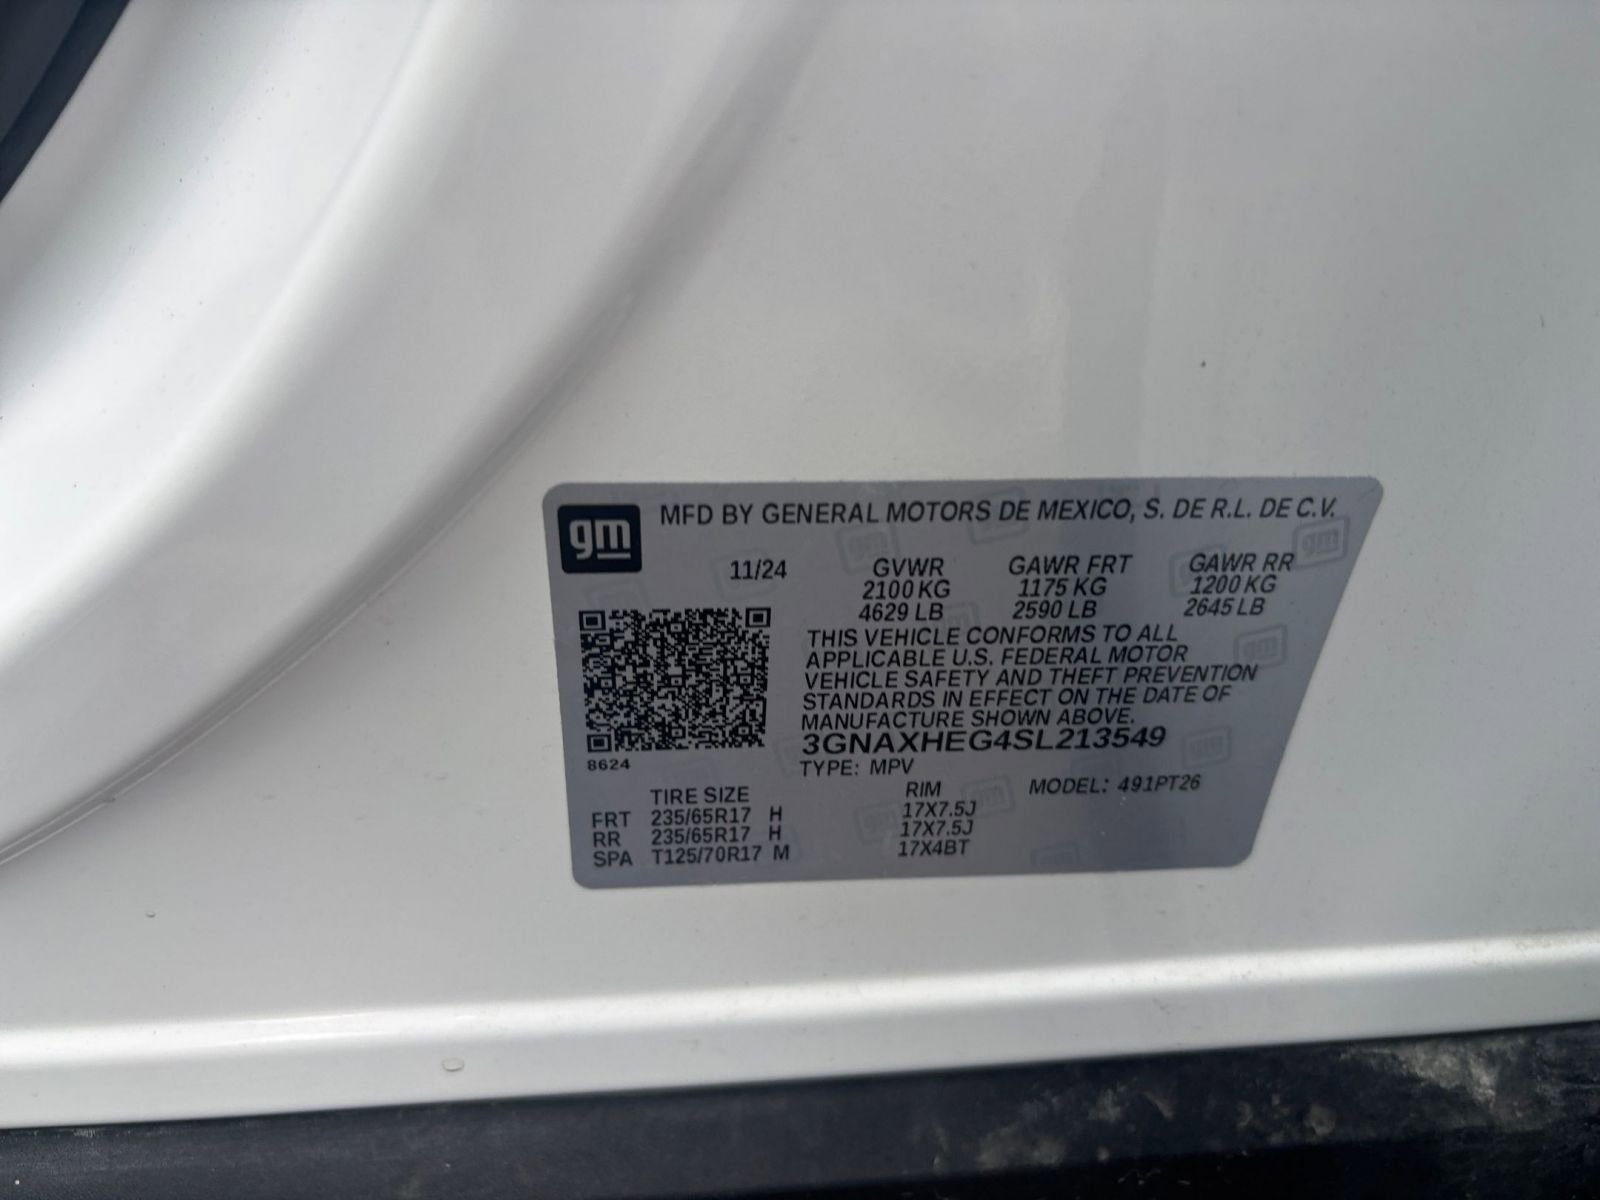 gm
MFD BY GENERAL MOTORS DE MEXICO, S. DE R.L. DE C.V.
11/24 GVWR GAWR FRT GAWR RR
2100 KG 1175 KG 1200 KG
4629 LB 2590 LB 2645 LB
THIS VEHICLE CONFORMS TO ALL
APPLICABLE U.S. FEDERAL MOTOR
VEHICLE SAFETY AND THEFT PREVENTION
STANDARDS IN EFFECT ON THE DATE OF
MANUFACTURE SHOWN ABOVE.
3GNAXHEG4SL213549
8624
TYPE: MPV
TIRE SIZE RIM MODEL: 491PT26
FRT 235/65R17 H 17X7.5J
RR 235/65R17 H 17X7.5J
SPA T125/70R17 M 17X4BT